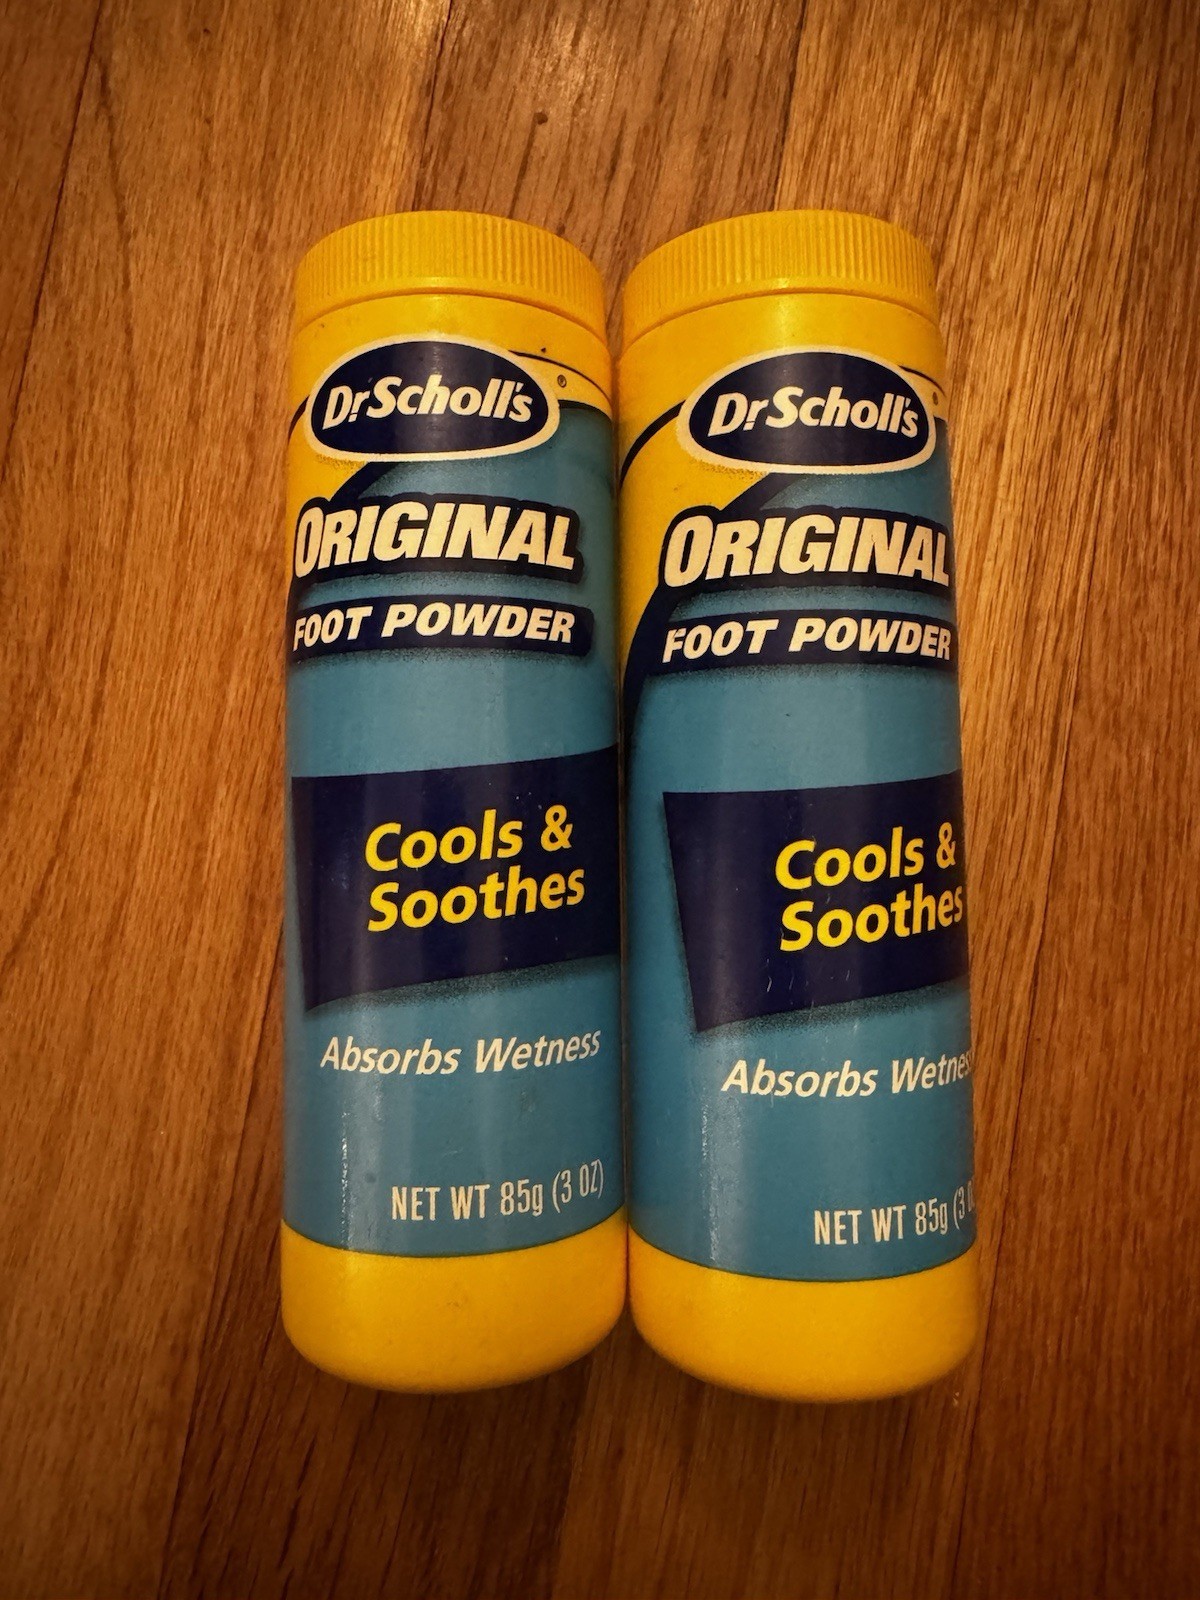 Dr. Scholl's
ORIGINAL
FOOT POWDER
Cools &
Soothes
Absorbs Wetness
NET WT 85g (3 OZ)
Dr. Scholl's
ORIGINAL
FOOT POWDER
Cools &
Soothes
Absorbs Wetness
NET WT 85g (3 O